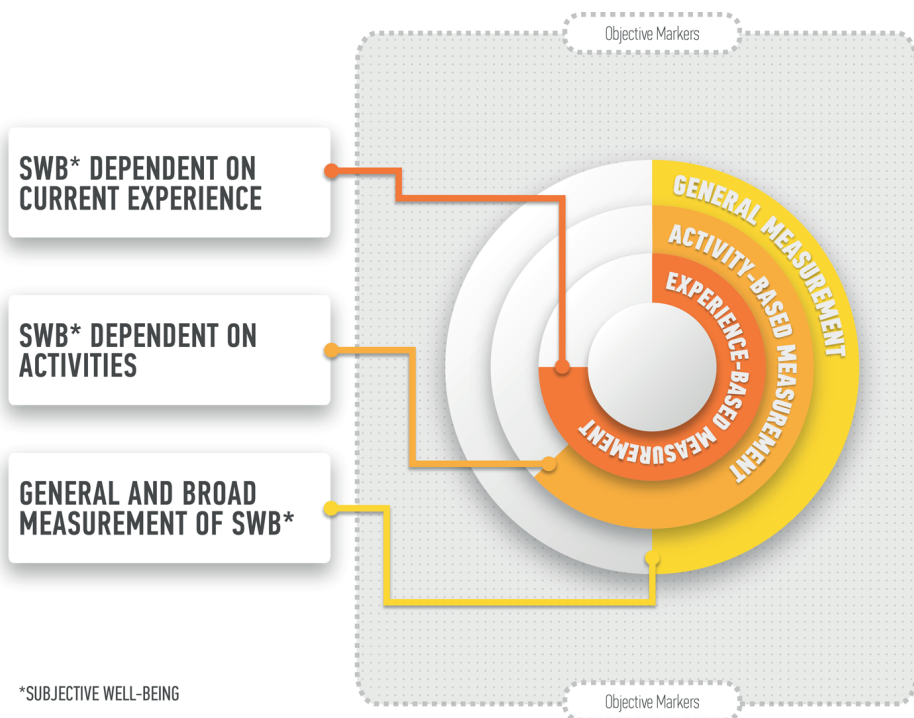 Objective Markers
SWB* DEPENDENT ON
CURRENT EXPERIENCE
SWB* DEPENDENT ON
ACTIVITIES
GENERAL AND BROAD
MEASUREMENT OF SWB*
GENERAL MEASUREMENT
ACTIVITY-BASED MEASUREMENT
EXPERIENCE-BASED MEASUREMENT
*SUBJECTIVE WELL-BEING
Objective Markers